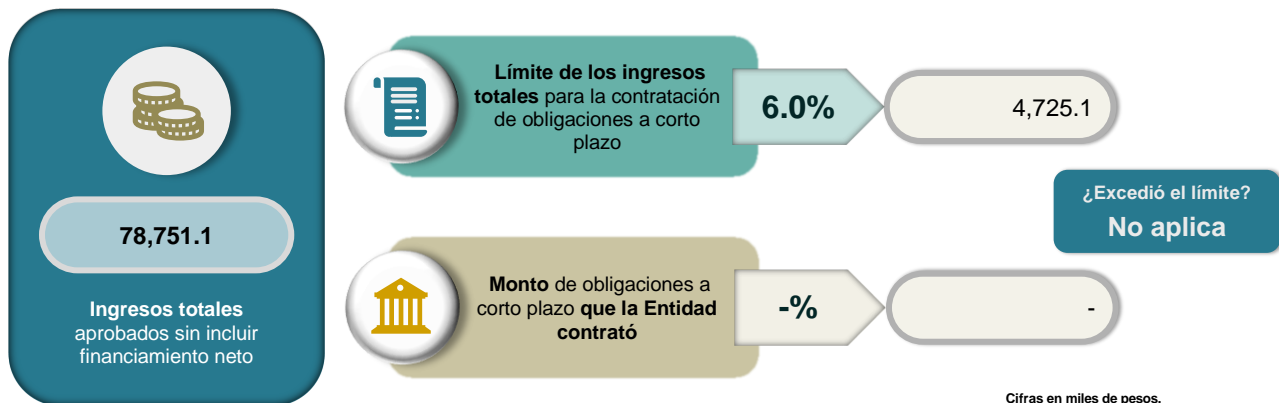 78,751.1
Ingresos totales
aprobados sin incluir
financiamiento neto
Límite de los ingresos
totales para la contratación
de obligaciones a corto
plazo
6.0%
4,725.1
Monto de obligaciones a
corto plazo que la Entidad
contrató
-%
-
¿Excedió el límite?
No aplica
Cifras en miles de pesos.